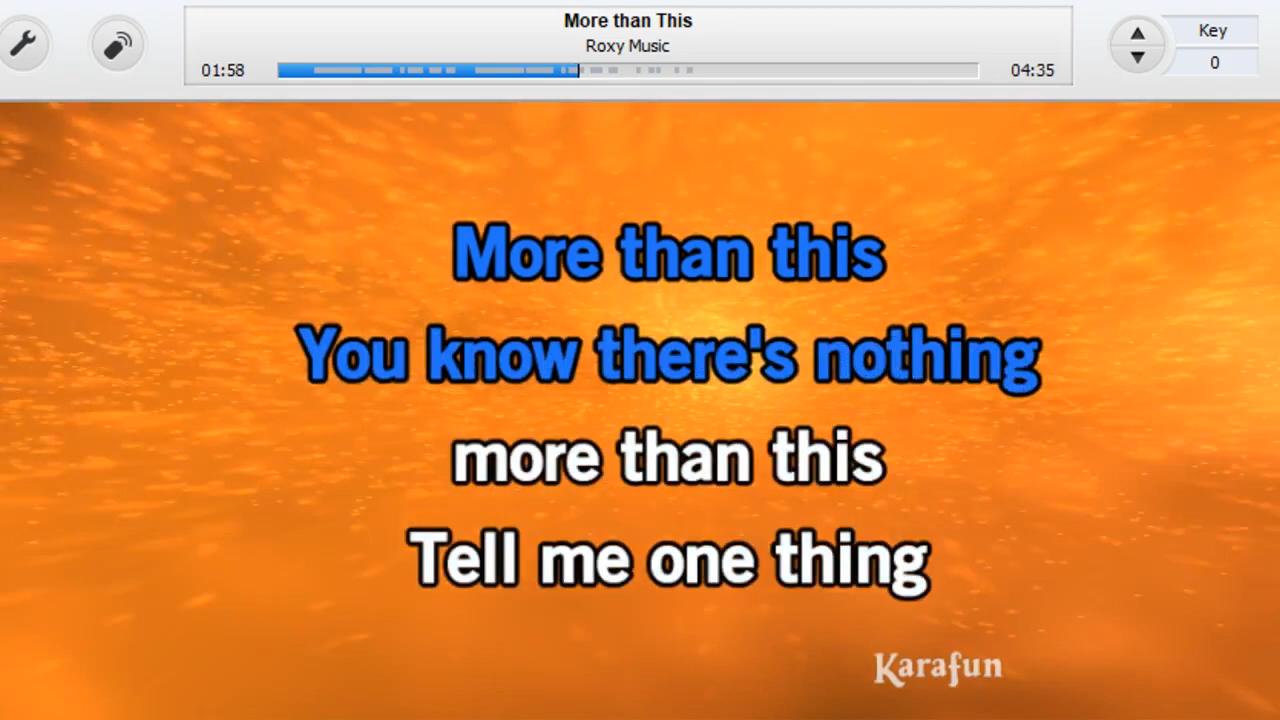 More than This
Roxy Music
01:58
04:35
Key
0
More than this
You know there's nothing
more than this
Tell me one thing
Karafun